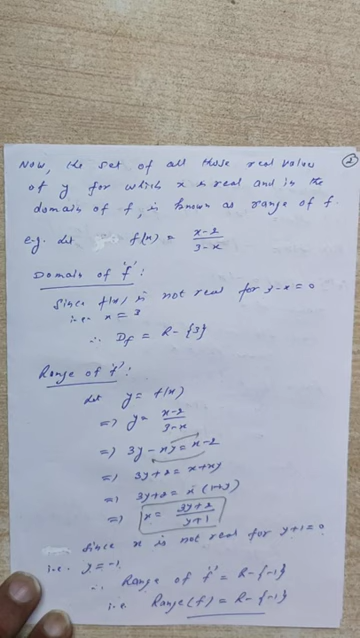 Now, the set of all those real values
of y for which x is real and in the
domain of f, is known as range of f.
e.g. Let f(x) = x-2/3-x
Domain of 'f':
Since f(x) is not real for 3-x=0
i.e. x = 3
∴ Df = R-{3}
Range of 'f':
Let y = f(x)
=> y = x-2/3-x
=> 3y-xy = x-2
=> 3y+2 = x+xy
=> 3y+2 = x(1+y)
=> x = 3y+2/y+1
Since x is not real for y+1=0
i.e. y=-1
∴ Range of 'f' = R-{-1}
i.e. Range(f) = R-{-1}